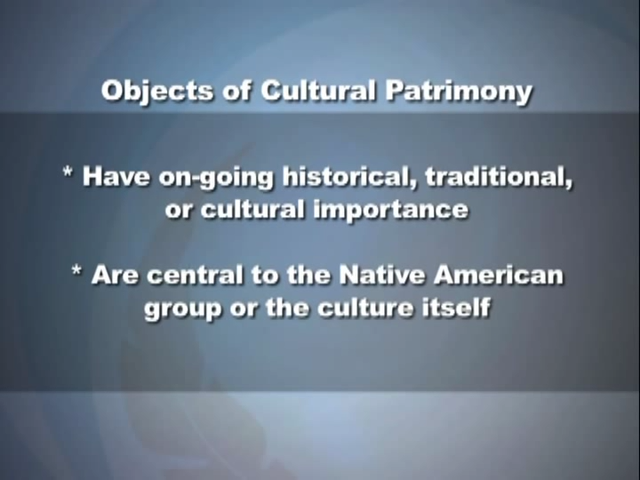 Objects of Cultural Patrimony
* Have on-going historical, traditional,
or cultural importance
* Are central to the Native American
group or the culture itself